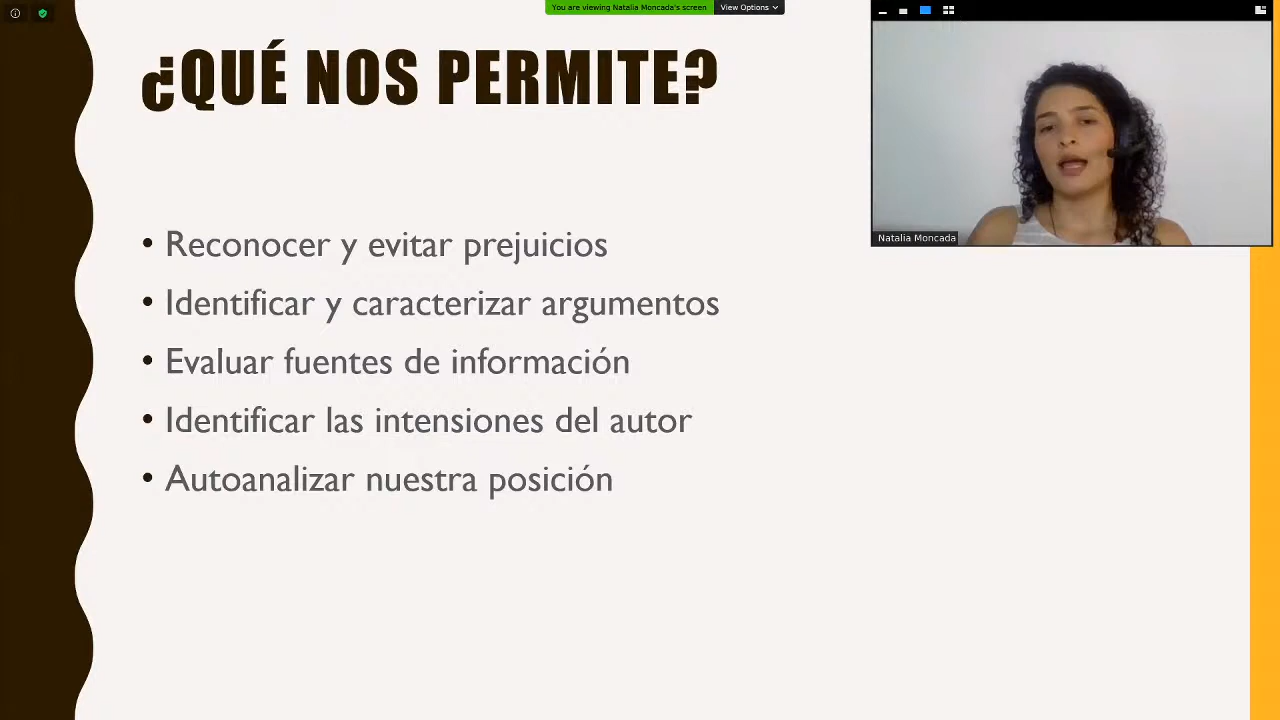 You are viewing Natalia Moncada's screen
View Options
¿QUÉ NOS PERMITE?
• Reconocer y evitar prejuicios
• Identificar y caracterizar argumentos
• Evaluar fuentes de información
• Identificar las intensiones del autor
• Autoanalizar nuestra posición
Natalia Moncada